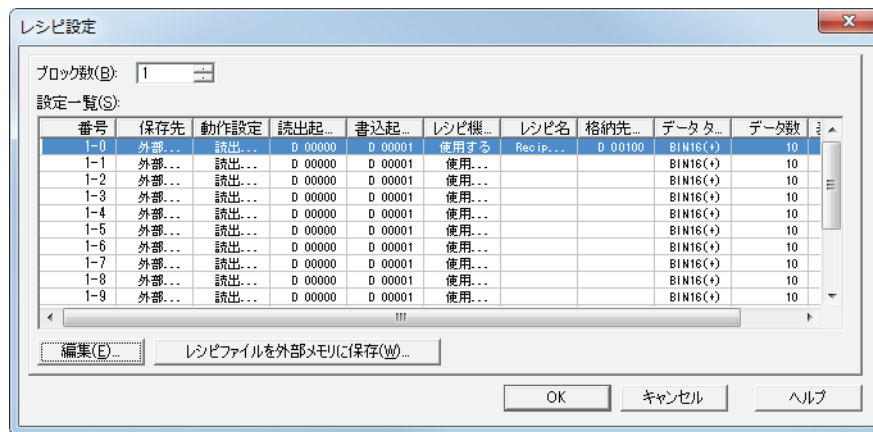 レシピ設定
ブロック数(B): 1
設定一覧(S):
番号 保存先 動作設定 読出起... 書込起... レシピ機... レシピ名 格納先... データタ... データ数
1-0 外部... 読出... D 00000 D 00001 使用する Recip... D 00100 BIN16(+) 10
1-1 外部... 読出... D 00000 D 00001 使用... BIN16(+) 10
1-2 外部... 読出... D 00000 D 00001 使用... BIN16(+) 10
1-3 外部... 読出... D 00000 D 00001 使用... BIN16(+) 10
1-4 外部... 読出... D 00000 D 00001 使用... BIN16(+) 10
1-5 外部... 読出... D 00000 D 00001 使用... BIN16(+) 10
1-6 外部... 読出... D 00000 D 00001 使用... BIN16(+) 10
1-7 外部... 読出... D 00000 D 00001 使用... BIN16(+) 10
1-8 外部... 読出... D 00000 D 00001 使用... BIN16(+) 10
1-9 外部... 読出... D 00000 D 00001 使用... BIN16(+) 10
編集(E)... レシピファイルを外部メモリに保存(W)...
OK キャンセル ヘルプ